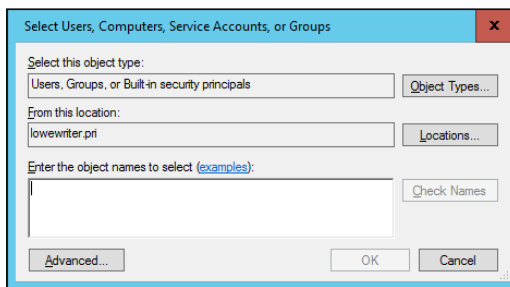 Select Users, Computers, Service Accounts, or Groups
x
Select this object type:
Users, Groups, or Built-in security principals
Object Types...
From this location:
lowewriter.pri
Locations...
Enter the object names to select (examples):
Check Names
Advanced...
OK
Cancel